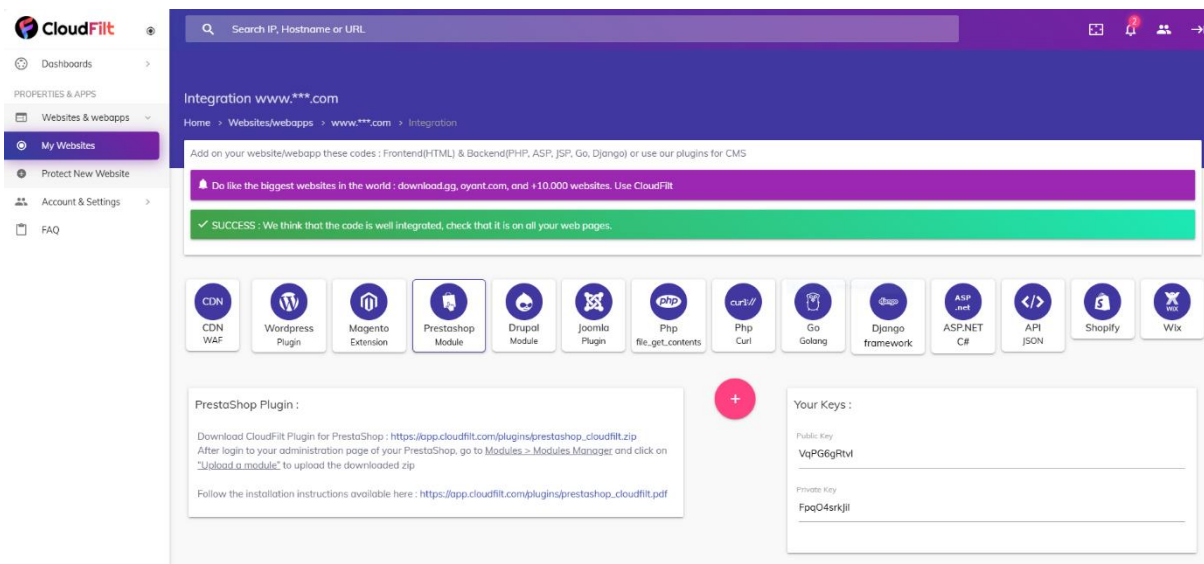 CloudFilt
Search IP, Hostname or URL
2
Dashboards
PROPERTIES & APPS
Websites & webapps
My Websites
Protect New Website
Account & Settings
FAQ
Integration www.***.com
Home > Websites/webapps > www.***.com > Integration
Add on your website/webapp these codes : Frontend(HTML) & Backend(PHP, ASP, JSP, Go, Django) or use our plugins for CMS
Do like the biggest websites in the world : download.gg, oyant.com, and +10.000 websites. Use CloudFilt
SUCCESS : We think that the code is well integrated, check that it is on all your web pages.
CDN
CDN
WAF
Wordpress
Plugin
Magento
Extension
Prestashop
Module
Drupal
Module
Joomla
Plugin
php
Php
file_get_contents
curl://
Php
Curl
Go
Golang
django
Django
framework
ASP
.net
ASP.NET
C#
</>
API
JSON
Shopify
WIX
Wix
PrestaShop Plugin :
Download CloudFilt Plugin for PrestaShop : https://app.cloudfilt.com/plugins/prestashop_cloudfilt.zip
After login to your administration page of your PrestaShop, go to Modules > Modules Manager and click on
"Upload a module" to upload the downloaded zip
Follow the installation instructions available here : https://app.cloudfilt.com/plugins/prestashop_cloudfilt.pdf
+
Your Keys :
Public Key
VqPG6gRtvI
Private Key
FpqO4srkJil